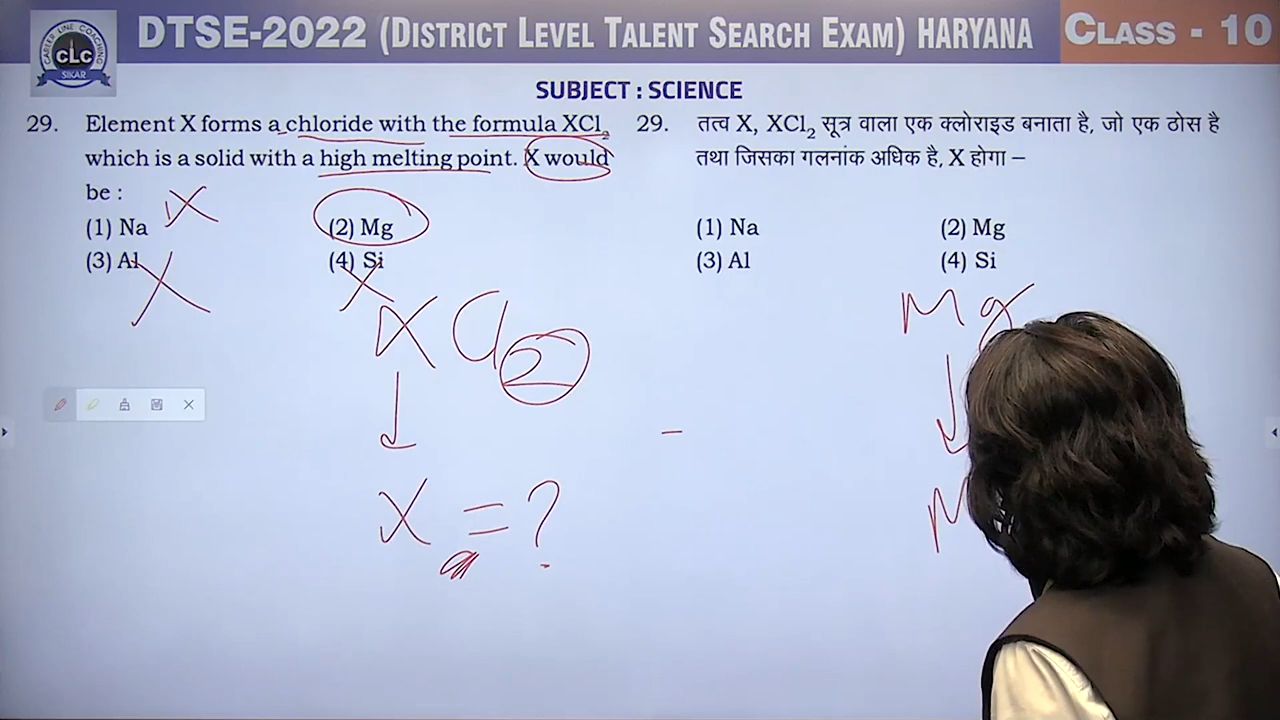 CAREER LINE COACHING
CLC
SIKAR
DTSE-2022 (DISTRICT LEVEL TALENT SEARCH EXAM) HARYANA
CLASS - 10
SUBJECT : SCIENCE
29. Element X forms a chloride with the formula XCl₂
which is a solid with a high melting point. X would
be :
(1) Na (2) Mg
(3) Al (4) Si
29. तत्व X, XCl₂ सूत्र वाला एक क्लोराइड बनाता है, जो एक ठोस है
तथा जिसका गलनांक अधिक है, X होगा –
(1) Na (2) Mg
(3) Al (4) Si
X Cl₂
X = ?
Mg
M